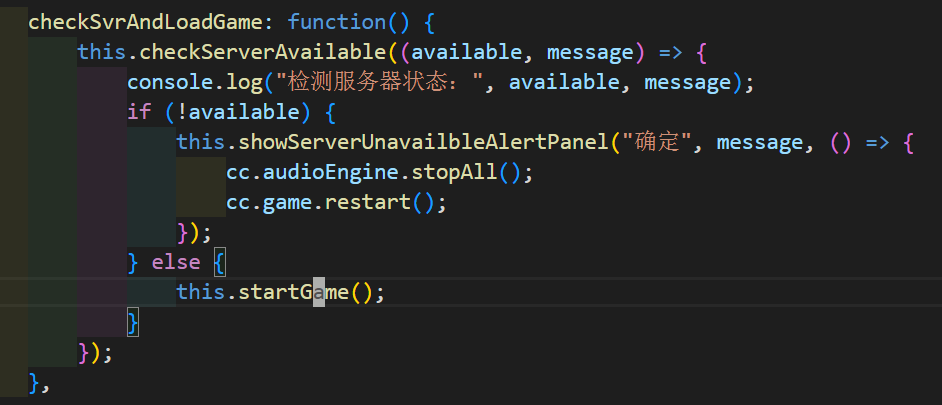 checkSvrAndLoadGame: function() {
    this.checkServerAvailable((available, message) => {
        console.log("检测服务器状态：", available, message);
        if (!available) {
            this.showServerUnavailbleAlertPanel("确定", message, () => {
                cc.audioEngine.stopAll();
                cc.game.restart();
            });
        } else {
            this.startGame();
        }
    });
},